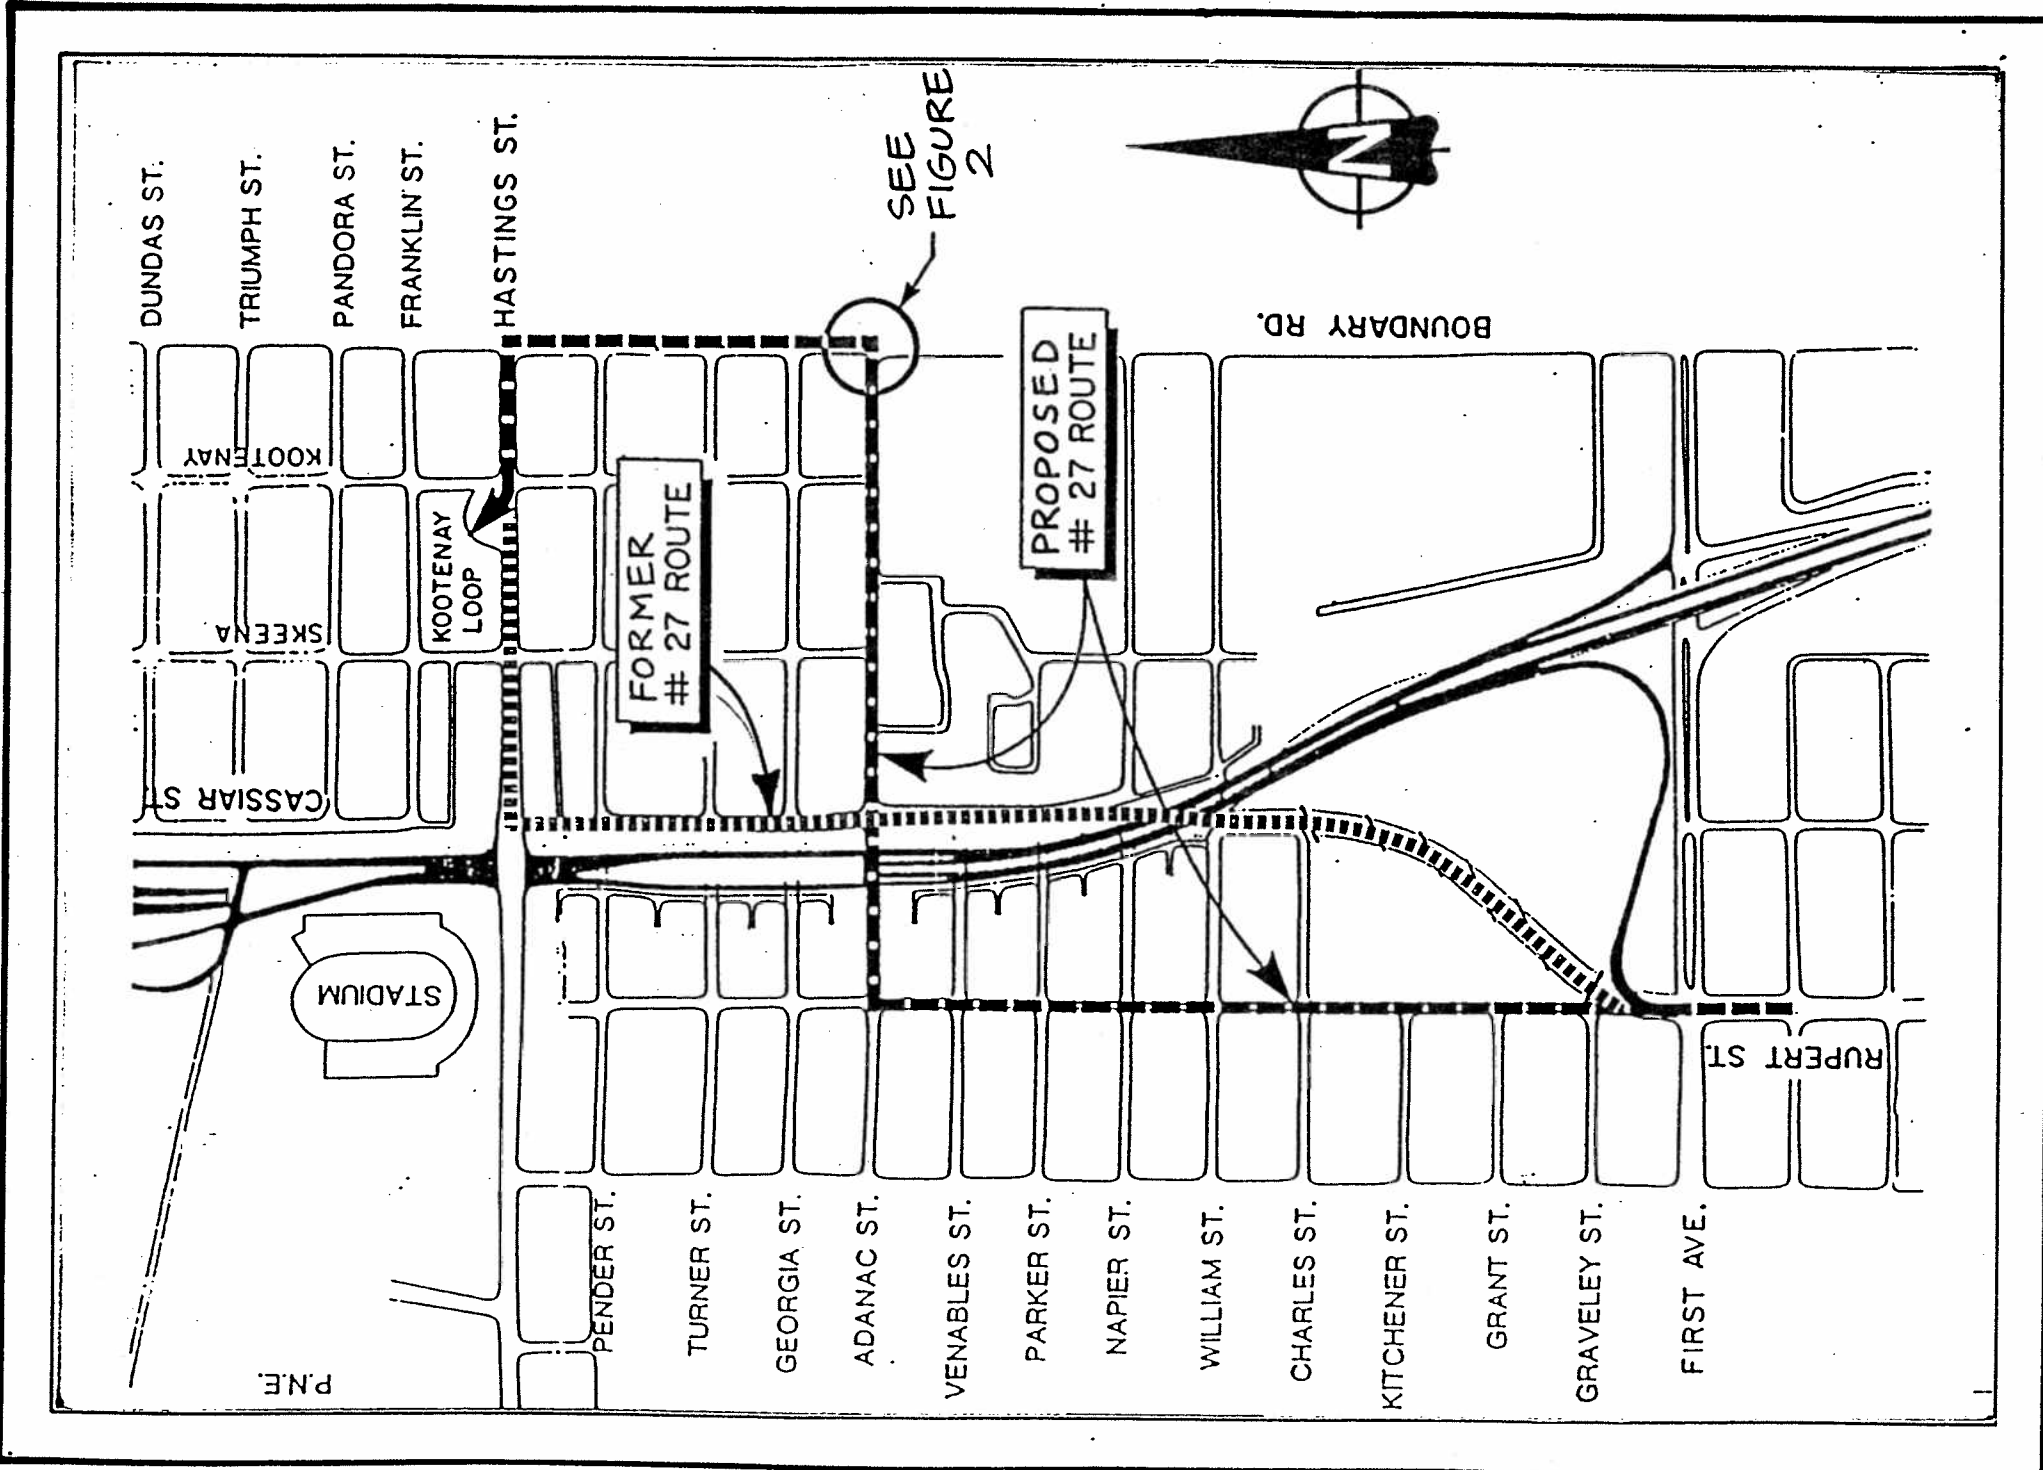 DUNDAS ST.
TRIUMPH ST.
PANDORA ST.
FRANKLIN ST.
HASTINGS ST.
SEE
FIGURE
2
N
BOUNDARY RD.
KOOTENAY
SKEENA
CASSIAR ST.
KOOTENAY
LOOP
FORMER
# 27 ROUTE
PROPOSED
# 27 ROUTE
STADIUM
RUPERT ST.
P.N.E.
PENDER ST.
TURNER ST.
GEORGIA ST.
ADANAC ST.
VENABLES ST.
PARKER ST.
NAPIER ST.
WILLIAM ST.
CHARLES ST.
KITCHENER ST.
GRANT ST.
GRAVELEY ST.
FIRST AVE.